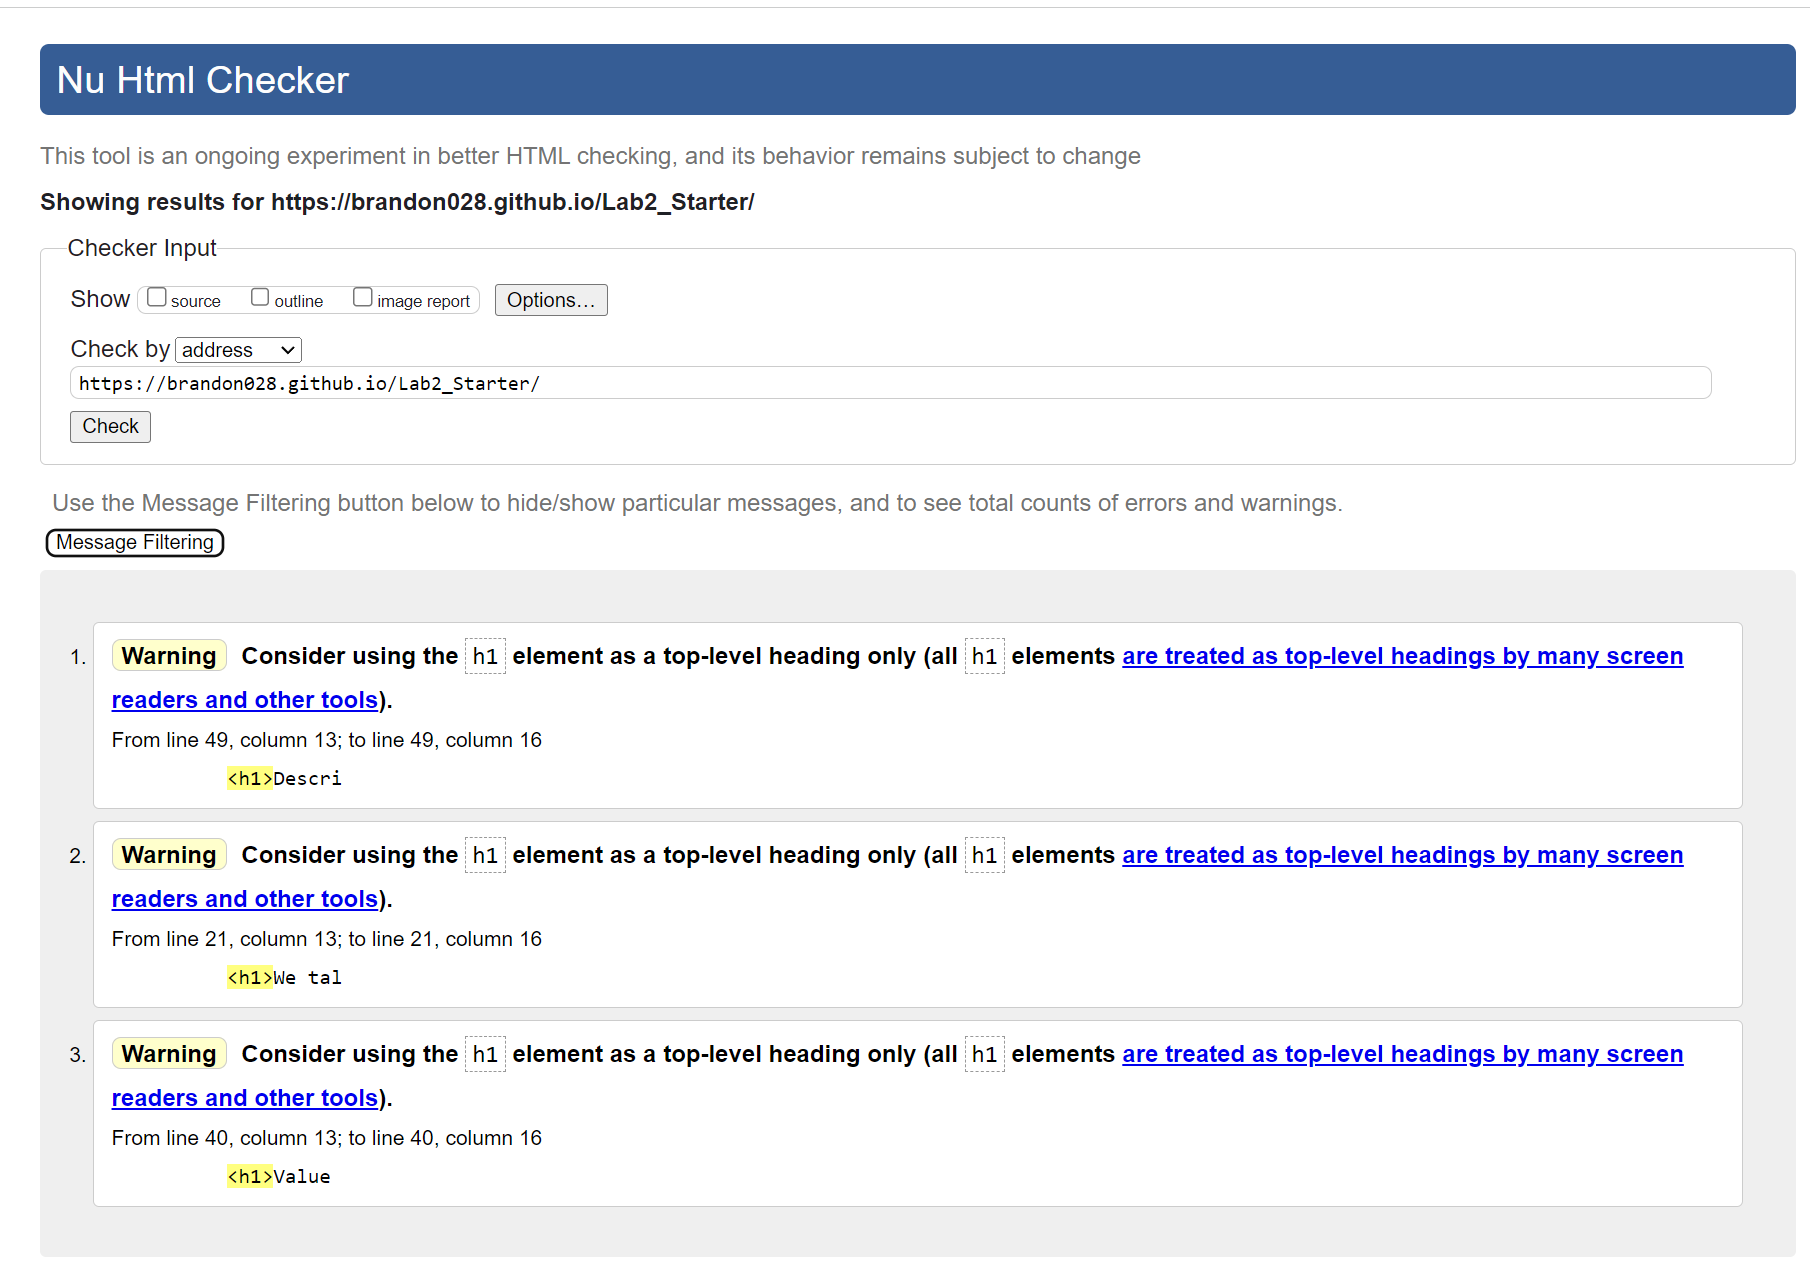 Nu Html Checker
This tool is an ongoing experiment in better HTML checking, and its behavior remains subject to change
Showing results for https://brandon028.github.io/Lab2_Starter/
Checker Input
Show source outline image report Options...
Check by address
https://brandon028.github.io/Lab2_Starter/
Check
Use the Message Filtering button below to hide/show particular messages, and to see total counts of errors and warnings.
Message Filtering
1. Warning Consider using the h1 element as a top-level heading only (all h1 elements are treated as top-level headings by many screen
readers and other tools).
From line 49, column 13; to line 49, column 16
<h1>Descri
2. Warning Consider using the h1 element as a top-level heading only (all h1 elements are treated as top-level headings by many screen
readers and other tools).
From line 21, column 13; to line 21, column 16
<h1>We tal
3. Warning Consider using the h1 element as a top-level heading only (all h1 elements are treated as top-level headings by many screen
readers and other tools).
From line 40, column 13; to line 40, column 16
<h1>Value